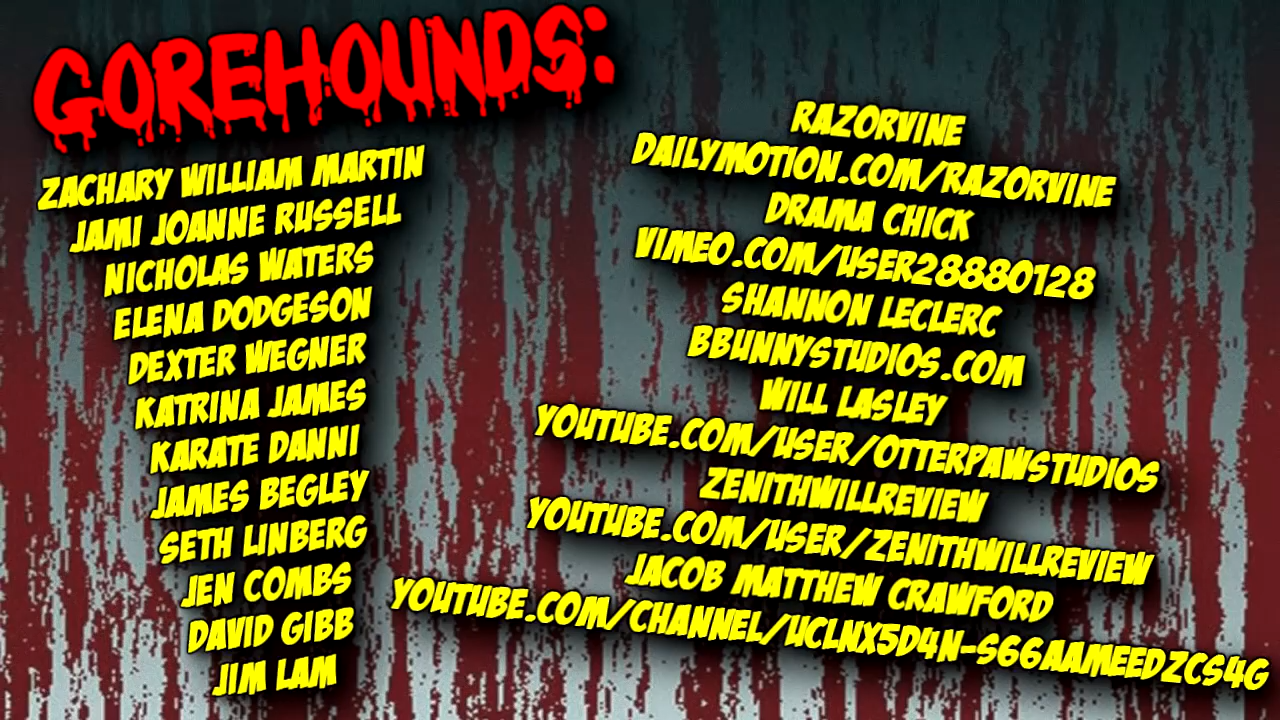 GOREHOUNDS:
ZACHARY WILLIAM MARTIN
JAMI JOANNE RUSSELL
NICHOLAS WATERS
ELENA DODGESON
DEXTER WEGNER
KATRINA JAMES
KARATE DANNI
JAMES BEGLEY
SETH LINBERG
JEN COMBS
DAVID GIBB
JIM LAM
RAZORVINE
DAILYMOTION.COM/RAZORVINE
DRAMA CHICK
VIMEO.COM/USER28880128
SHANNON LECLERC
BBUNNYSTUDIOS.COM
WILL LASLEY
YOUTUBE.COM/USER/OTTERPAWSTUDIOS
ZENITHWILLREVIEW
YOUTUBE.COM/USER/ZENITHWILLREVIEW
JACOB MATTHEW CRAWFORD
YOUTUBE.COM/CHANNEL/UCLNX5D4N-S66AAMEEDZCS4G